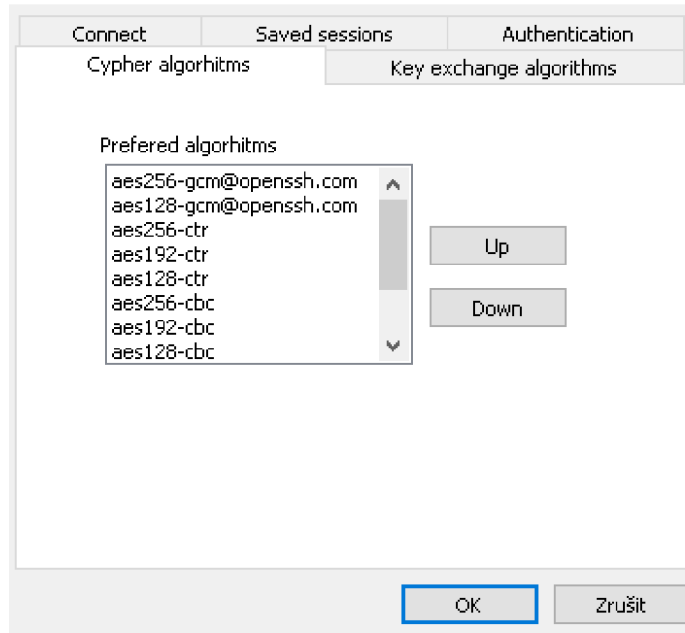 Connect Saved sessions Authentication
Cypher algorhitms Key exchange algorithms
Prefered algorhitms
aes256-gcm@openssh.com
aes128-gcm@openssh.com
aes256-ctr
aes192-ctr
aes128-ctr
aes256-cbc
aes192-cbc
aes128-cbc
Up
Down
OK Zrušit